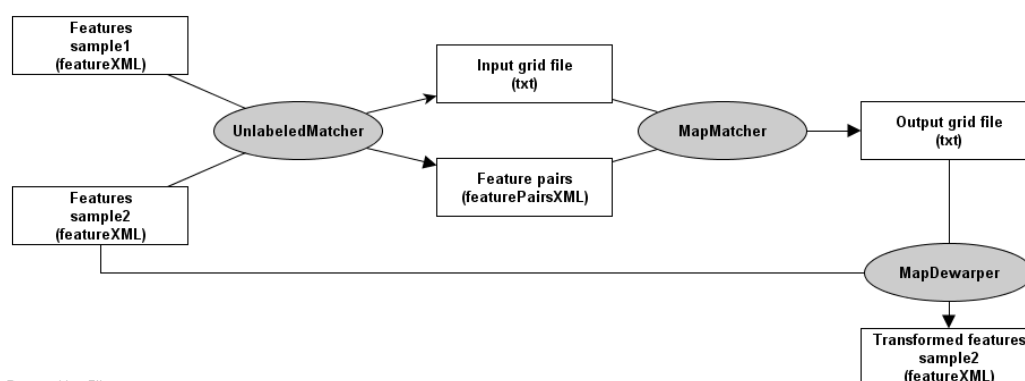 Features
sample1
(featureXML)
Input grid file
(txt)
UnlabeledMatcher
MapMatcher
Output grid file
(txt)
Feature pairs
(featurePairsXML)
Features
sample2
(featureXML)
MapDewarper
Transformed features
sample2
(featureXML)